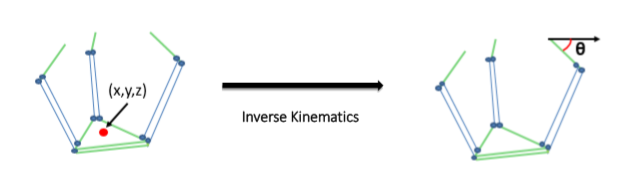 (x,y,z)
Inverse Kinematics
θ